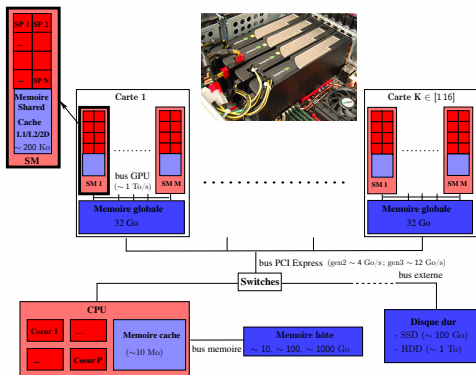 SP 1 SP 2
...
SP N
Memoire
Shared
Cache
L1/L2/2D
∼ 200 Ko
SM
Carte 1
SM 1
SM M
bus GPU
(∼ 1 To/s)
Memoire globale
32 Go
Carte K ∈ [1 16]
SM 1
SM M
Memoire globale
32 Go
bus PCI Express (gen2 ∼ 4 Go/s; gen3 ∼ 12 Go/s)
Switches
bus externe
CPU
Coeur 1
...
...
Coeur P
Memoire cache
(∼10 Mo)
bus memoire
Memoire hôte
∼ 10, ∼ 100, ∼ 1000 Go
Disque dur
- SSD (∼ 100 Go)
- HDD (∼ 1 To)